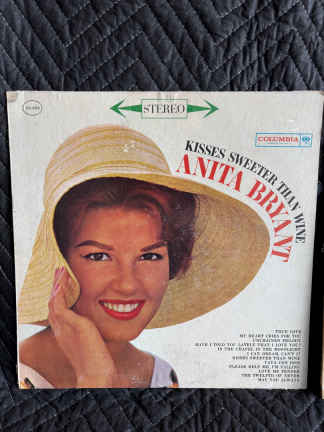 STEREO
COLUMBIA
KISSES SWEETER THAN WINE
ANITA BRYANT
TRUE LOVE
MY HEART CRIES FOR YOU
UNCHAINED MELODY
HAVE I TOLD YOU LATELY THAT I LOVE YOU?
IN THE CHAPEL IN THE MOONLIGHT
I CAN DREAM, CAN'T I?
KISSES SWEETER THAN WINE
PLEASE HELP ME, I'M FALLING
LOVE ME TENDER
THE TWELFTH OF NEVER
MAY YOU ALWAYS